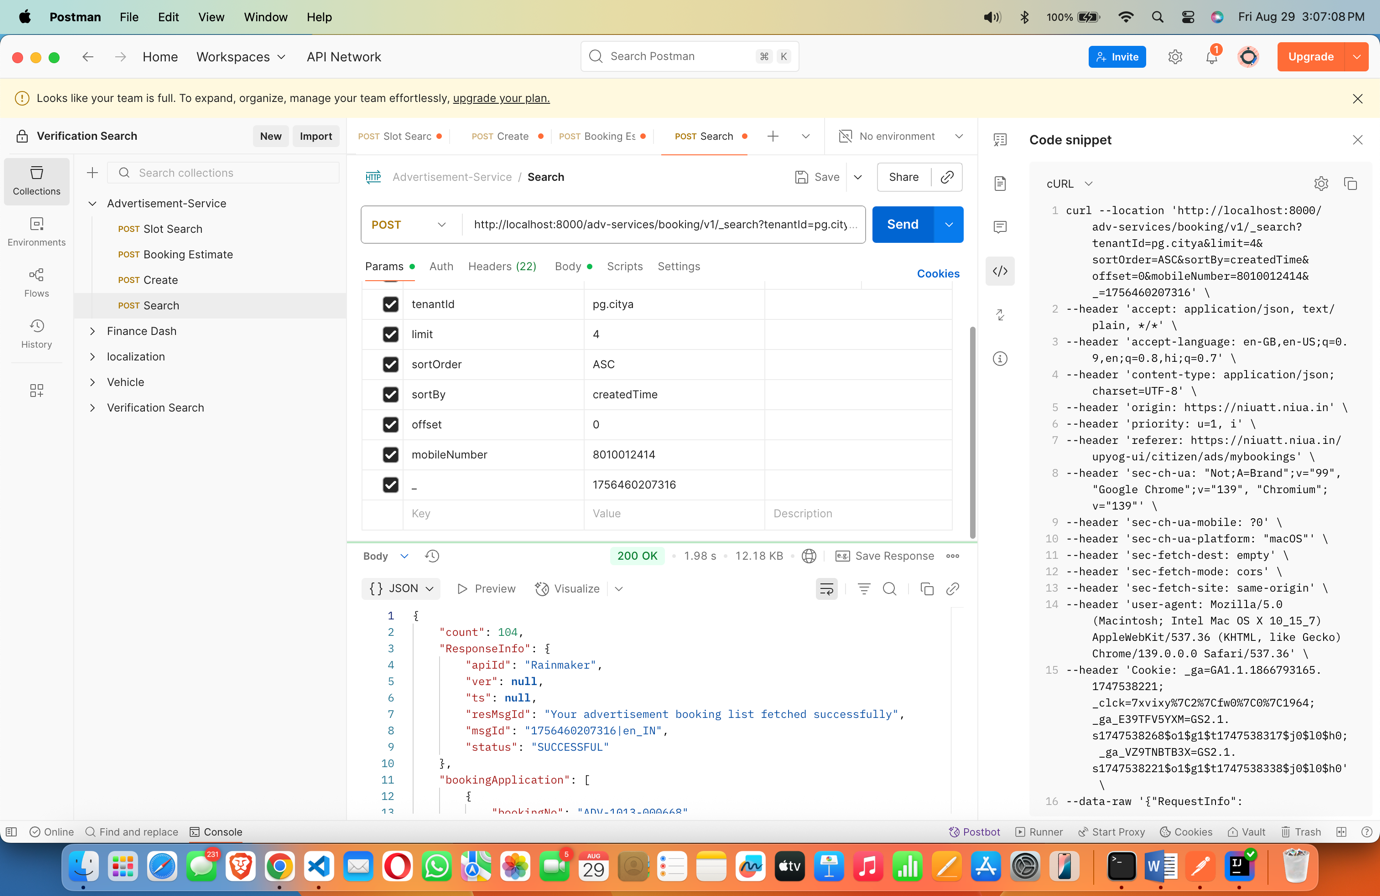 Postman File Edit View Window Help
100% Fri Aug 29 3:07:08 PM
Home Workspaces API Network
Search Postman ⌘ K
Invite 1 Upgrade
Looks like your team is full. To expand, organize, manage your team effortlessly, upgrade your plan.
Verification Search New Import
Collections
Environments
Flows
History
Search collections
Advertisement-Service
POST Slot Search
POST Booking Estimate
POST Create
POST Search
Finance Dash
localization
Vehicle
Verification Search
POST Slot Searc POST Create POST Booking Es POST Search No environment
HTTP Advertisement-Service / Search Save Share
POST http://localhost:8000/adv-services/booking/v1/_search?tenantId=pg.city... Send
Params Auth Headers (22) Body Scripts Settings Cookies
tenantId pg.citya
limit 4
sortOrder ASC
sortBy createdTime
offset 0
mobileNumber 8010012414
_ 1756460207316
Key Value Description
Body 200 OK 1.98 s 12.18 KB e.g. Save Response
{} JSON Preview Visualize
1 {
2 "count": 104,
3 "ResponseInfo": {
4 "apiId": "Rainmaker",
5 "ver": null,
6 "ts": null,
7 "resMsgId": "Your advertisement booking list fetched successfully",
8 "msgId": "1756460207316|en_IN",
9 "status": "SUCCESSFUL"
10 },
11 "bookingApplication": [
12 {
13 "bookingNo": "ADV-1013-000668"
Code snippet
cURL
1 curl --location 'http://localhost:8000/
adv-services/booking/v1/_search?
tenantId=pg.citya&limit=4&
sortOrder=ASC&sortBy=createdTime&
offset=0&mobileNumber=8010012414&
_=1756460207316' \
2 --header 'accept: application/json, text/
plain, */*' \
3 --header 'accept-language: en-GB,en-US;q=0.
9,en;q=0.8,hi;q=0.7' \
4 --header 'content-type: application/json;
charset=UTF-8' \
5 --header 'origin: https://niuatt.niua.in' \
6 --header 'priority: u=1, i' \
7 --header 'referer: https://niuatt.niua.in/
upyog-ui/citizen/ads/mybookings' \
8 --header 'sec-ch-ua: "Not;A=Brand";v="99",
"Google Chrome";v="139", "Chromium";
v="139"' \
9 --header 'sec-ch-ua-mobile: ?0' \
10 --header 'sec-ch-ua-platform: "macOS"' \
11 --header 'sec-fetch-dest: empty' \
12 --header 'sec-fetch-mode: cors' \
13 --header 'sec-fetch-site: same-origin' \
14 --header 'user-agent: Mozilla/5.0
(Macintosh; Intel Mac OS X 10_15_7)
AppleWebKit/537.36 (KHTML, like Gecko)
Chrome/139.0.0.0 Safari/537.36' \
15 --header 'Cookie: _ga=GA1.1.1866793165.
1747538221;
_clck=7xvixy%7C2%7Cfw0%7C0%7C1964;
_ga_E39TFV5YXM=GS2.1.
s1747538268$o1$g1$t1747538317$j0$l0$h0;
_ga_VZ9TNBTB3X=GS2.1.
s1747538221$o1$g1$t1747538338$j0$l0$h0'
\
16 --data-raw '{"RequestInfo":
Online Find and replace Console Postbot Runner Start Proxy Cookies Vault Trash
231 5 AUG 29 tv